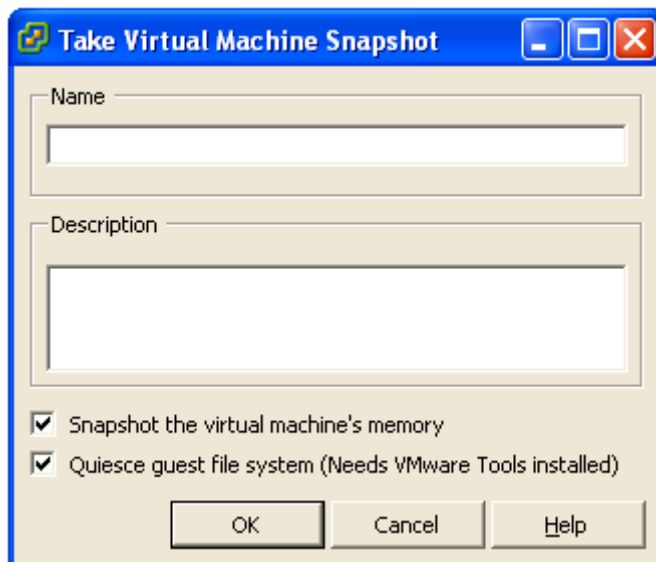 Take Virtual Machine Snapshot
Name
Description
Snapshot the virtual machine's memory
Quiesce guest file system (Needs VMware Tools installed)
OK
Cancel
Help